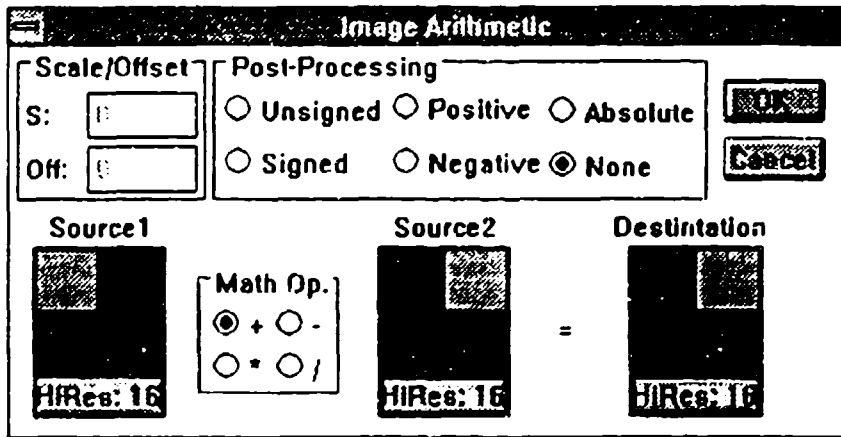 Image Arithmetic
Scale/Offset
S:
Off:
Post-Processing
Unsigned Positive Absolute
Signed Negative None
OK
Cancel
Source1 Source2 Destintation
Math Op.
+ -
* /
=
HiRes: 16 HiRes: 16 HiRes: 16